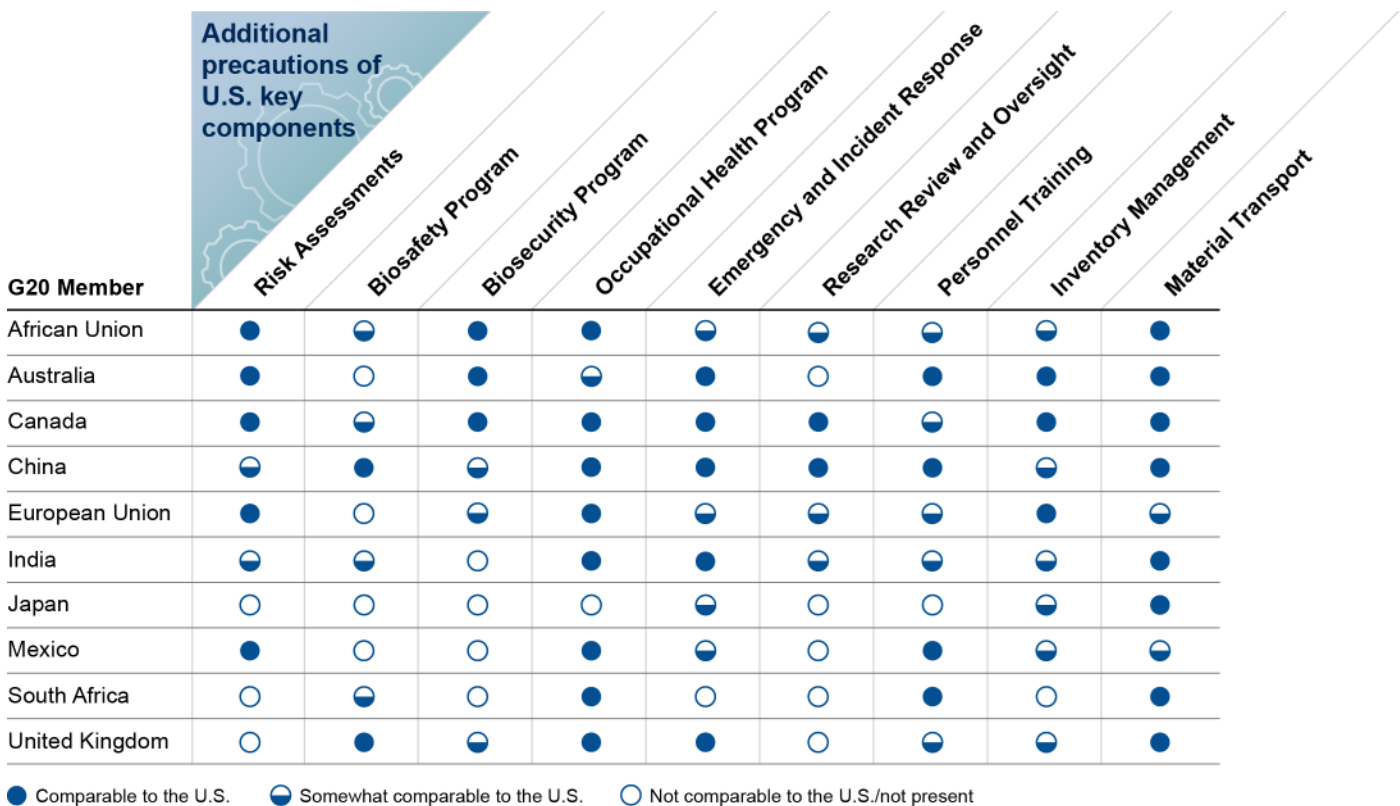 Additional
precautions of
U.S. key
components
Risk Assessments
Biosafety Program
Biosecurity Program
Occupational Health Program
Emergency and Incident Response
Research Review and Oversight
Personnel Training
Inventory Management
Material Transport
G20 Member
African Union
Australia
Canada
China
European Union
India
Japan
Mexico
South Africa
United Kingdom
Comparable to the U.S.
Somewhat comparable to the U.S.
Not comparable to the U.S./not present